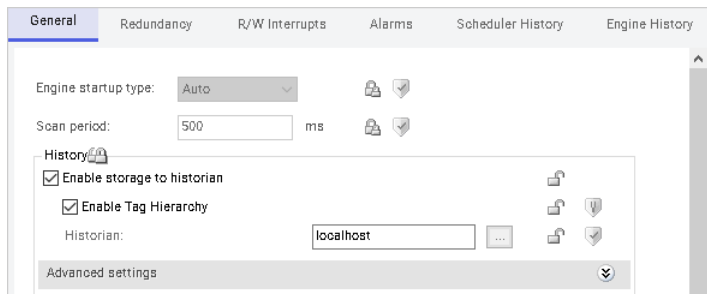 General Redundancy R/W Interrupts Alarms Scheduler History Engine History
Engine startup type: Auto
Scan period: 500 ms
History
Enable storage to historian
Enable Tag Hierarchy
Historian: localhost ...
Advanced settings